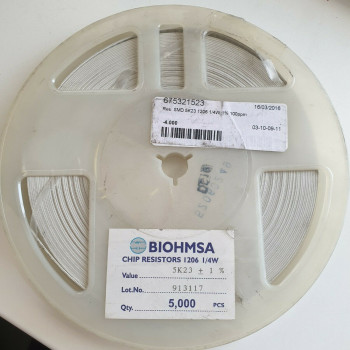 675321523
Res. SMD 5K23 1206 1/4W 1% 100ppm
16/03/2016
-4.000
03-10-09-11
BIOHMSA
CHIP RESISTORS 1206 1/4W
Value 5K23 ± 1 %
Lot.No. 913117
Qty. 5,000 PCS